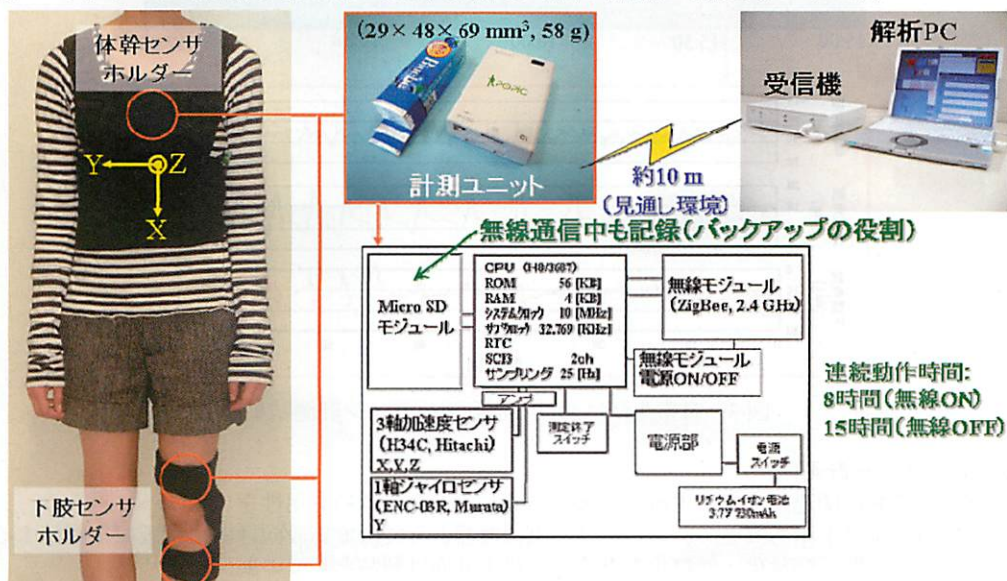 体幹センサ
ホルダー
Y
Z
X
下肢センサ
ホルダー
(29×48×69 mm³, 58 g)
POPIC
計測ユニット
約10 m
(見通し環境)
解析PC
受信機
無線通信中も記録(バックアップの役割)
Micro SD
モジュール
CPU (H8/3687)
ROM 56 [KB]
RAM 4 [KB]
システムクロック 10 [MHz]
サブクロック 32.769 [KHz]
RTC
SCI3 2ch
サンプリング 25 [Hz]
アンプ
無線モジュール
(ZigBee, 2.4 GHz)
無線モジュール
電源ON/OFF
3軸加速度センサ
(H34C, Hitachi)
X,Y,Z
1軸ジャイロセンサ
(ENC-03R, Murata)
Y
測定終了
スイッチ
電源部
電源
スイッチ
リチウムイオン電池
3.7V 730mAh
連続動作時間:
8時間(無線ON)
15時間(無線OFF)